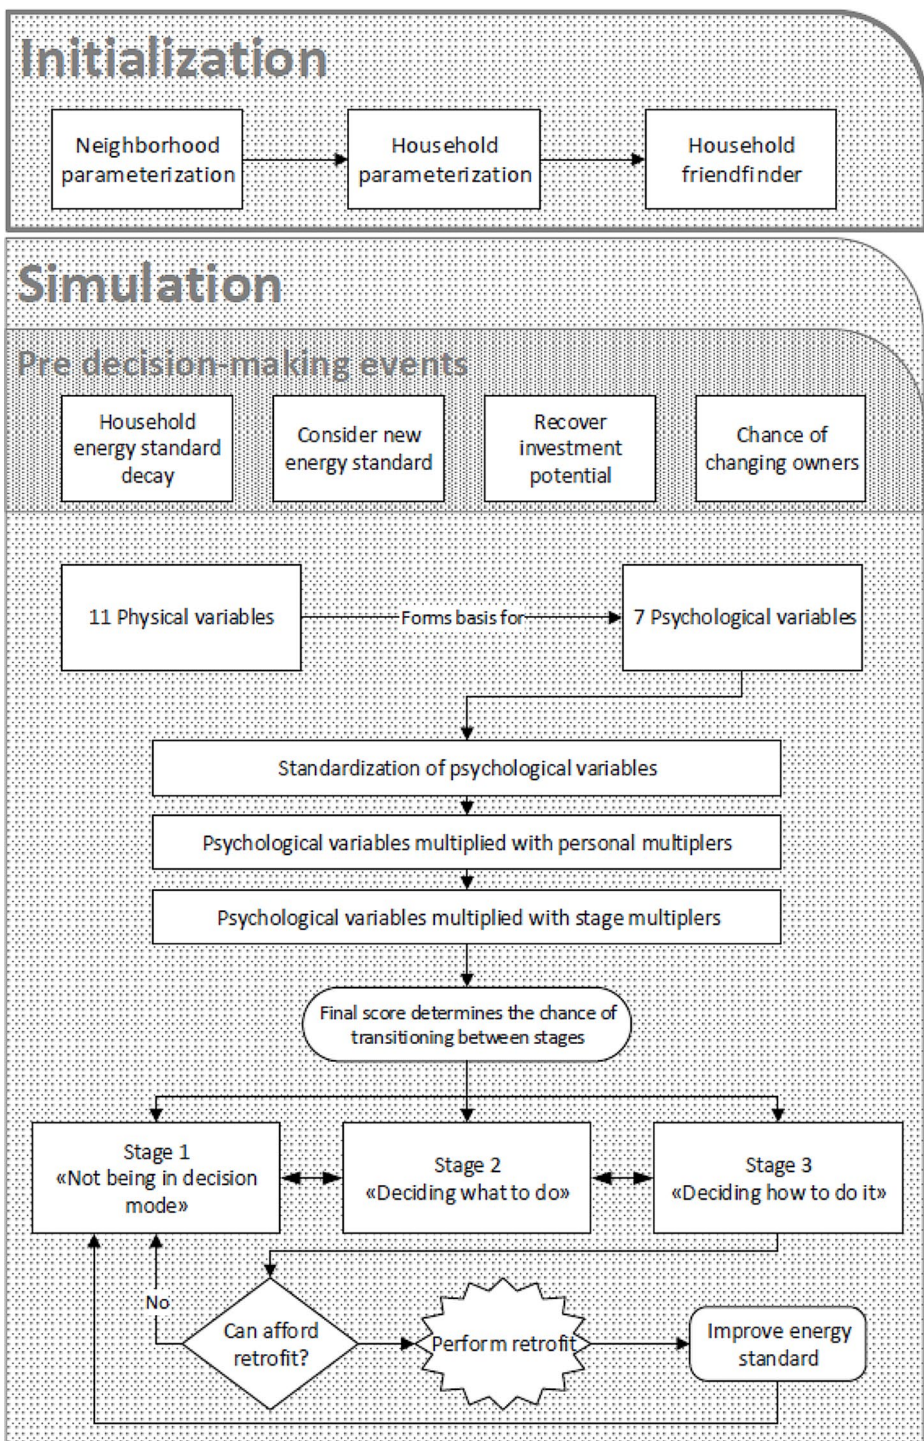 Initialization
Neighborhood
parameterization
Household
parameterization
Household
friendfinder
Simulation
Pre decision-making events
Household
energy standard
decay
Consider new
energy standard
Recover
investment
potential
Chance of
changing owners
11 Physical variables
Forms basis for
7 Psychological variables
Standardization of psychological variables
Psychological variables multiplied with personal multiplers
Psychological variables multiplied with stage multiplers
Final score determines the chance of
transitioning between stages
Stage 1
«Not being in decision
mode»
Stage 2
«Deciding what to do»
Stage 3
«Deciding how to do it»
No
Can afford
retrofit?
Perform retrofit
Improve energy
standard